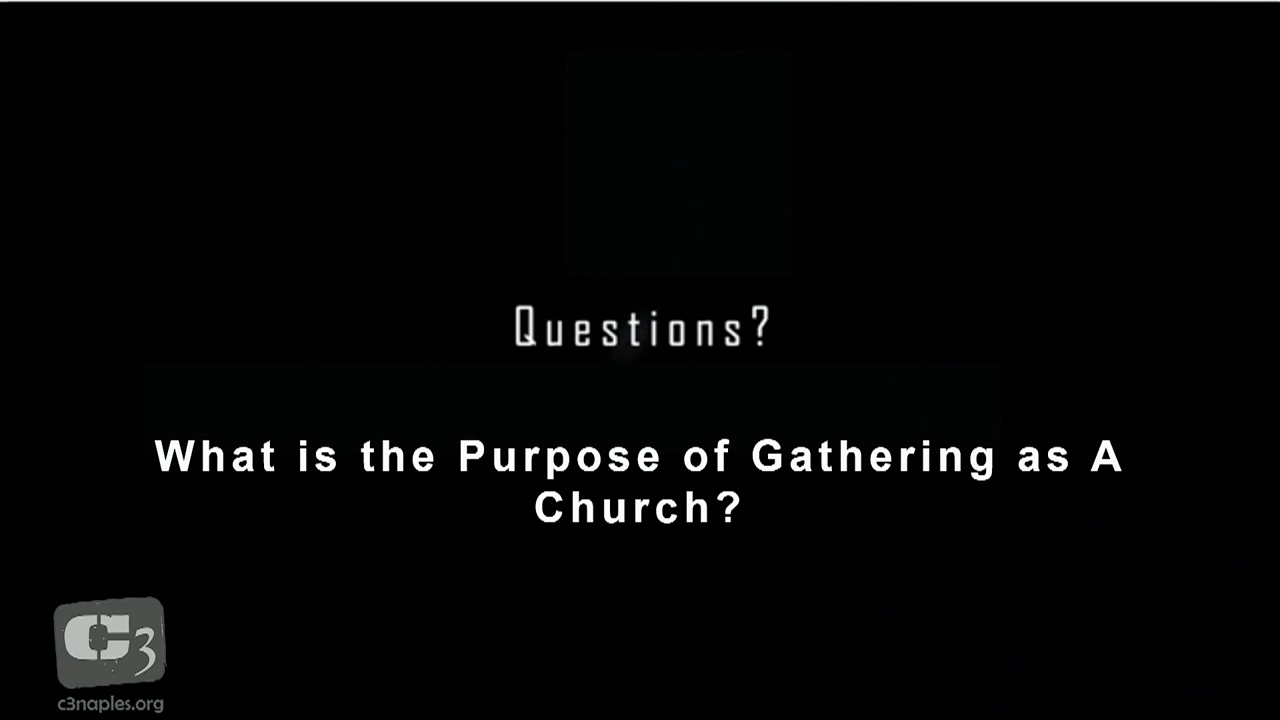 Questions?
What is the Purpose of Gathering as A
Church?
C3
c3naples.org